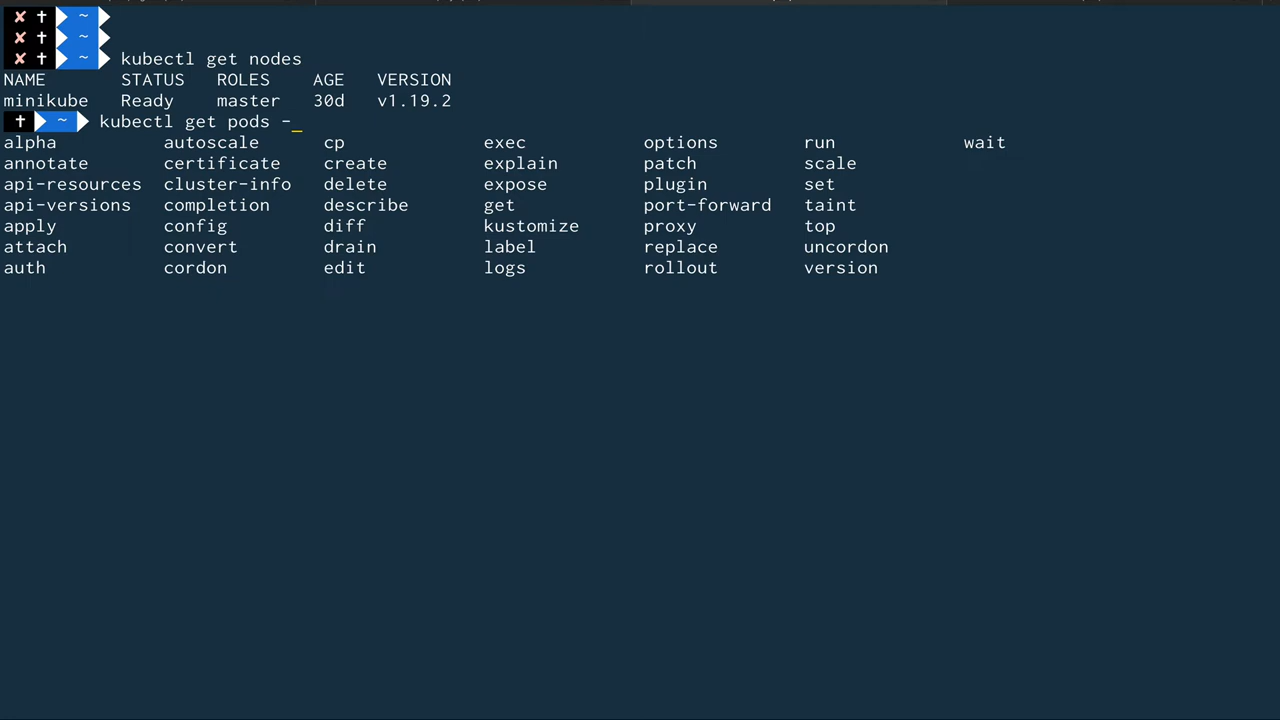 ✘ ✝ ~
✘ ✝ ~
✘ ✝ ~ kubectl get nodes
NAME STATUS ROLES AGE VERSION
minikube Ready master 30d v1.19.2
✝ ~ kubectl get pods -_
alpha autoscale cp exec options run wait
annotate certificate create explain patch scale
api-resources cluster-info delete expose plugin set
api-versions completion describe get port-forward taint
apply config diff kustomize proxy top
attach convert drain label replace uncordon
auth cordon edit logs rollout version